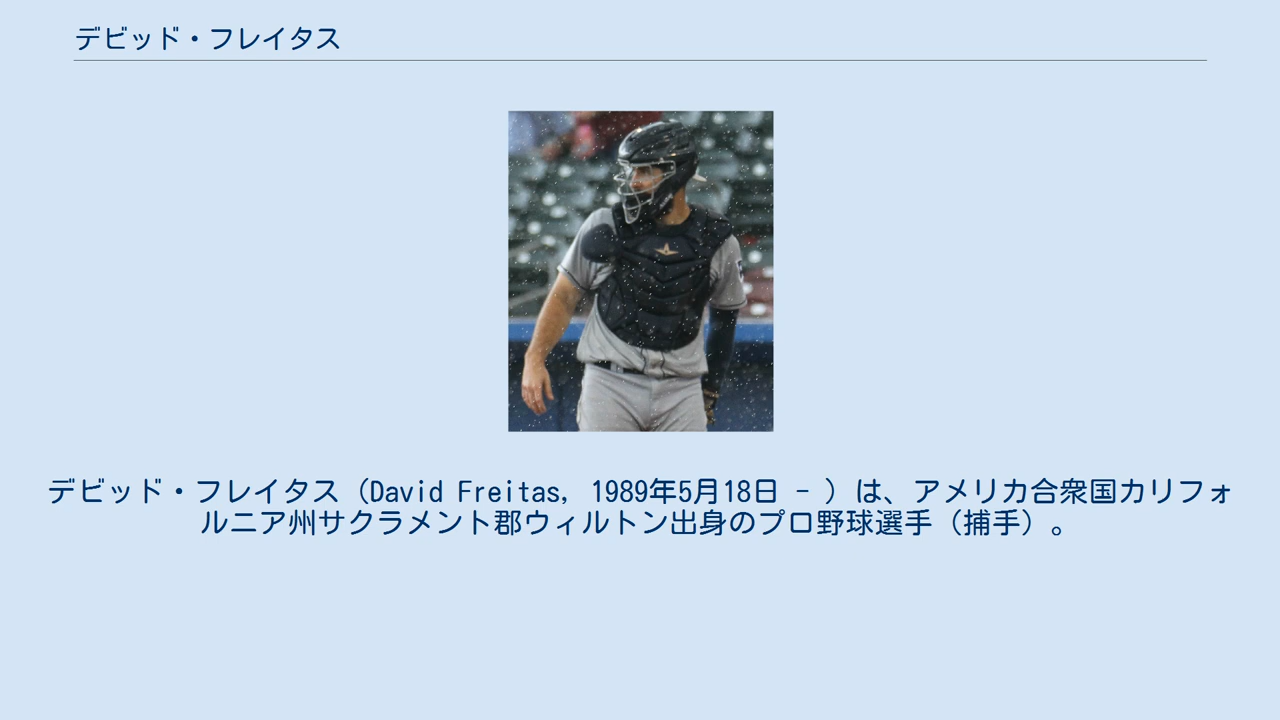 デビッド・フレイタス
デビッド・フレイタス（David Freitas, 1989年5月18日 - ）は、アメリカ合衆国カリフォ
ルニア州サクラメント郡ウィルトン出身のプロ野球選手（捕手）。